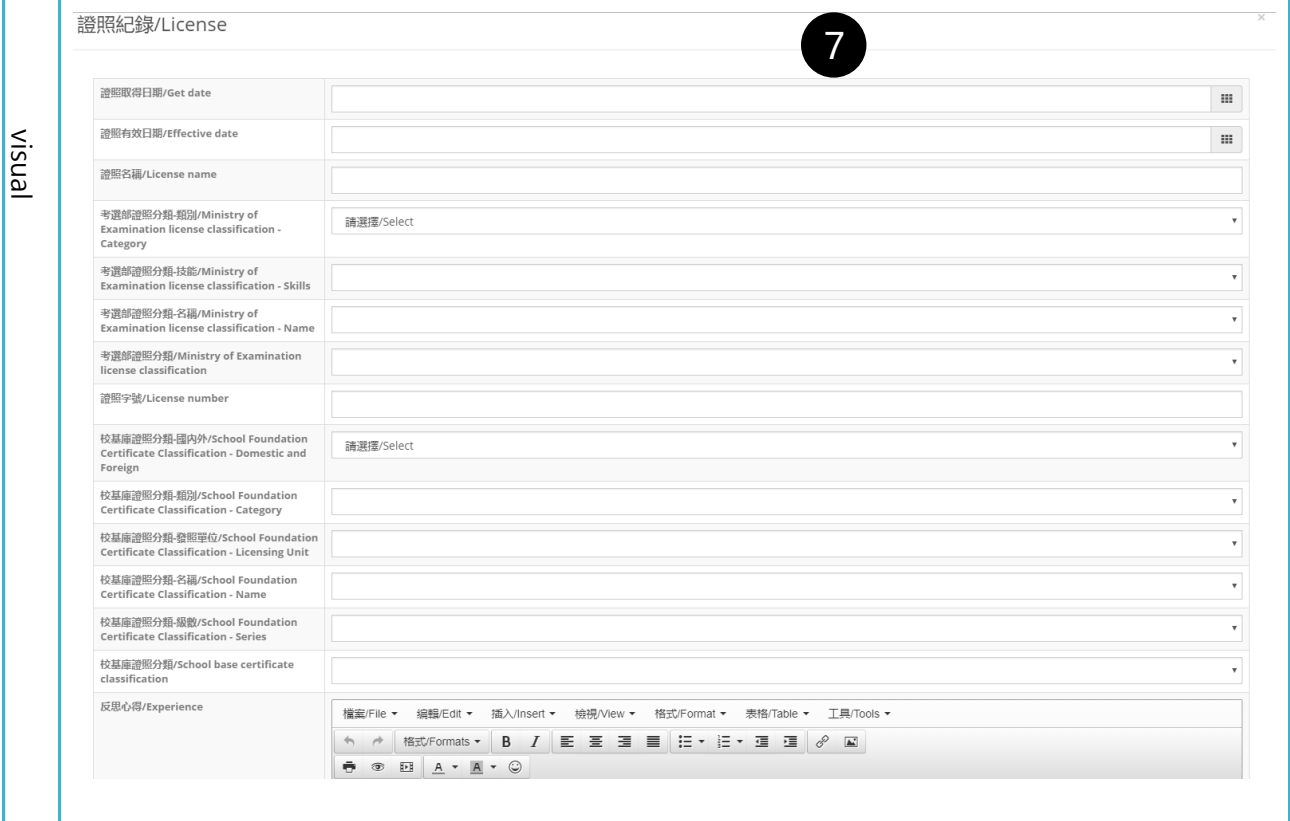 證照紀錄/License
×
7
visual
證照取得日期/Get date
證照有效日期/Effective date
證照名稱/License name
考選部證照分類-類別/Ministry of
Examination license classification -
Category
請選擇/Select
考選部證照分類-技能/Ministry of
Examination license classification - Skills
考選部證照分類-名稱/Ministry of
Examination license classification - Name
考選部證照分類/Ministry of Examination
license classification
證照字號/License number
校基庫證照分類-國內外/School Foundation
Certificate Classification - Domestic and
Foreign
請選擇/Select
校基庫證照分類-類別/School Foundation
Certificate Classification - Category
校基庫證照分類-發照單位/School Foundation
Certificate Classification - Licensing Unit
校基庫證照分類-名稱/School Foundation
Certificate Classification - Name
校基庫證照分類-級數/School Foundation
Certificate Classification - Series
校基庫證照分類/School base certificate
classification
反思心得/Experience
檔案/File 編輯/Edit 插入/Insert 檢視/View 格式/Format 表格/Table 工具/Tools
格式/Formats B I
A A